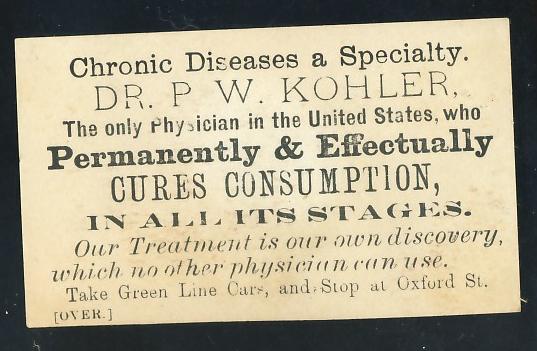 Chronic Diseases a Specialty.
DR. P. W. KOHLER,
The only Physician in the United States, who
Permanently & Effectually
CURES CONSUMPTION,
IN ALL ITS STAGES.
Our Treatment is our own discovery,
which no other physician can use.
Take Green Line Cars, and Stop at Oxford St.
[OVER.]